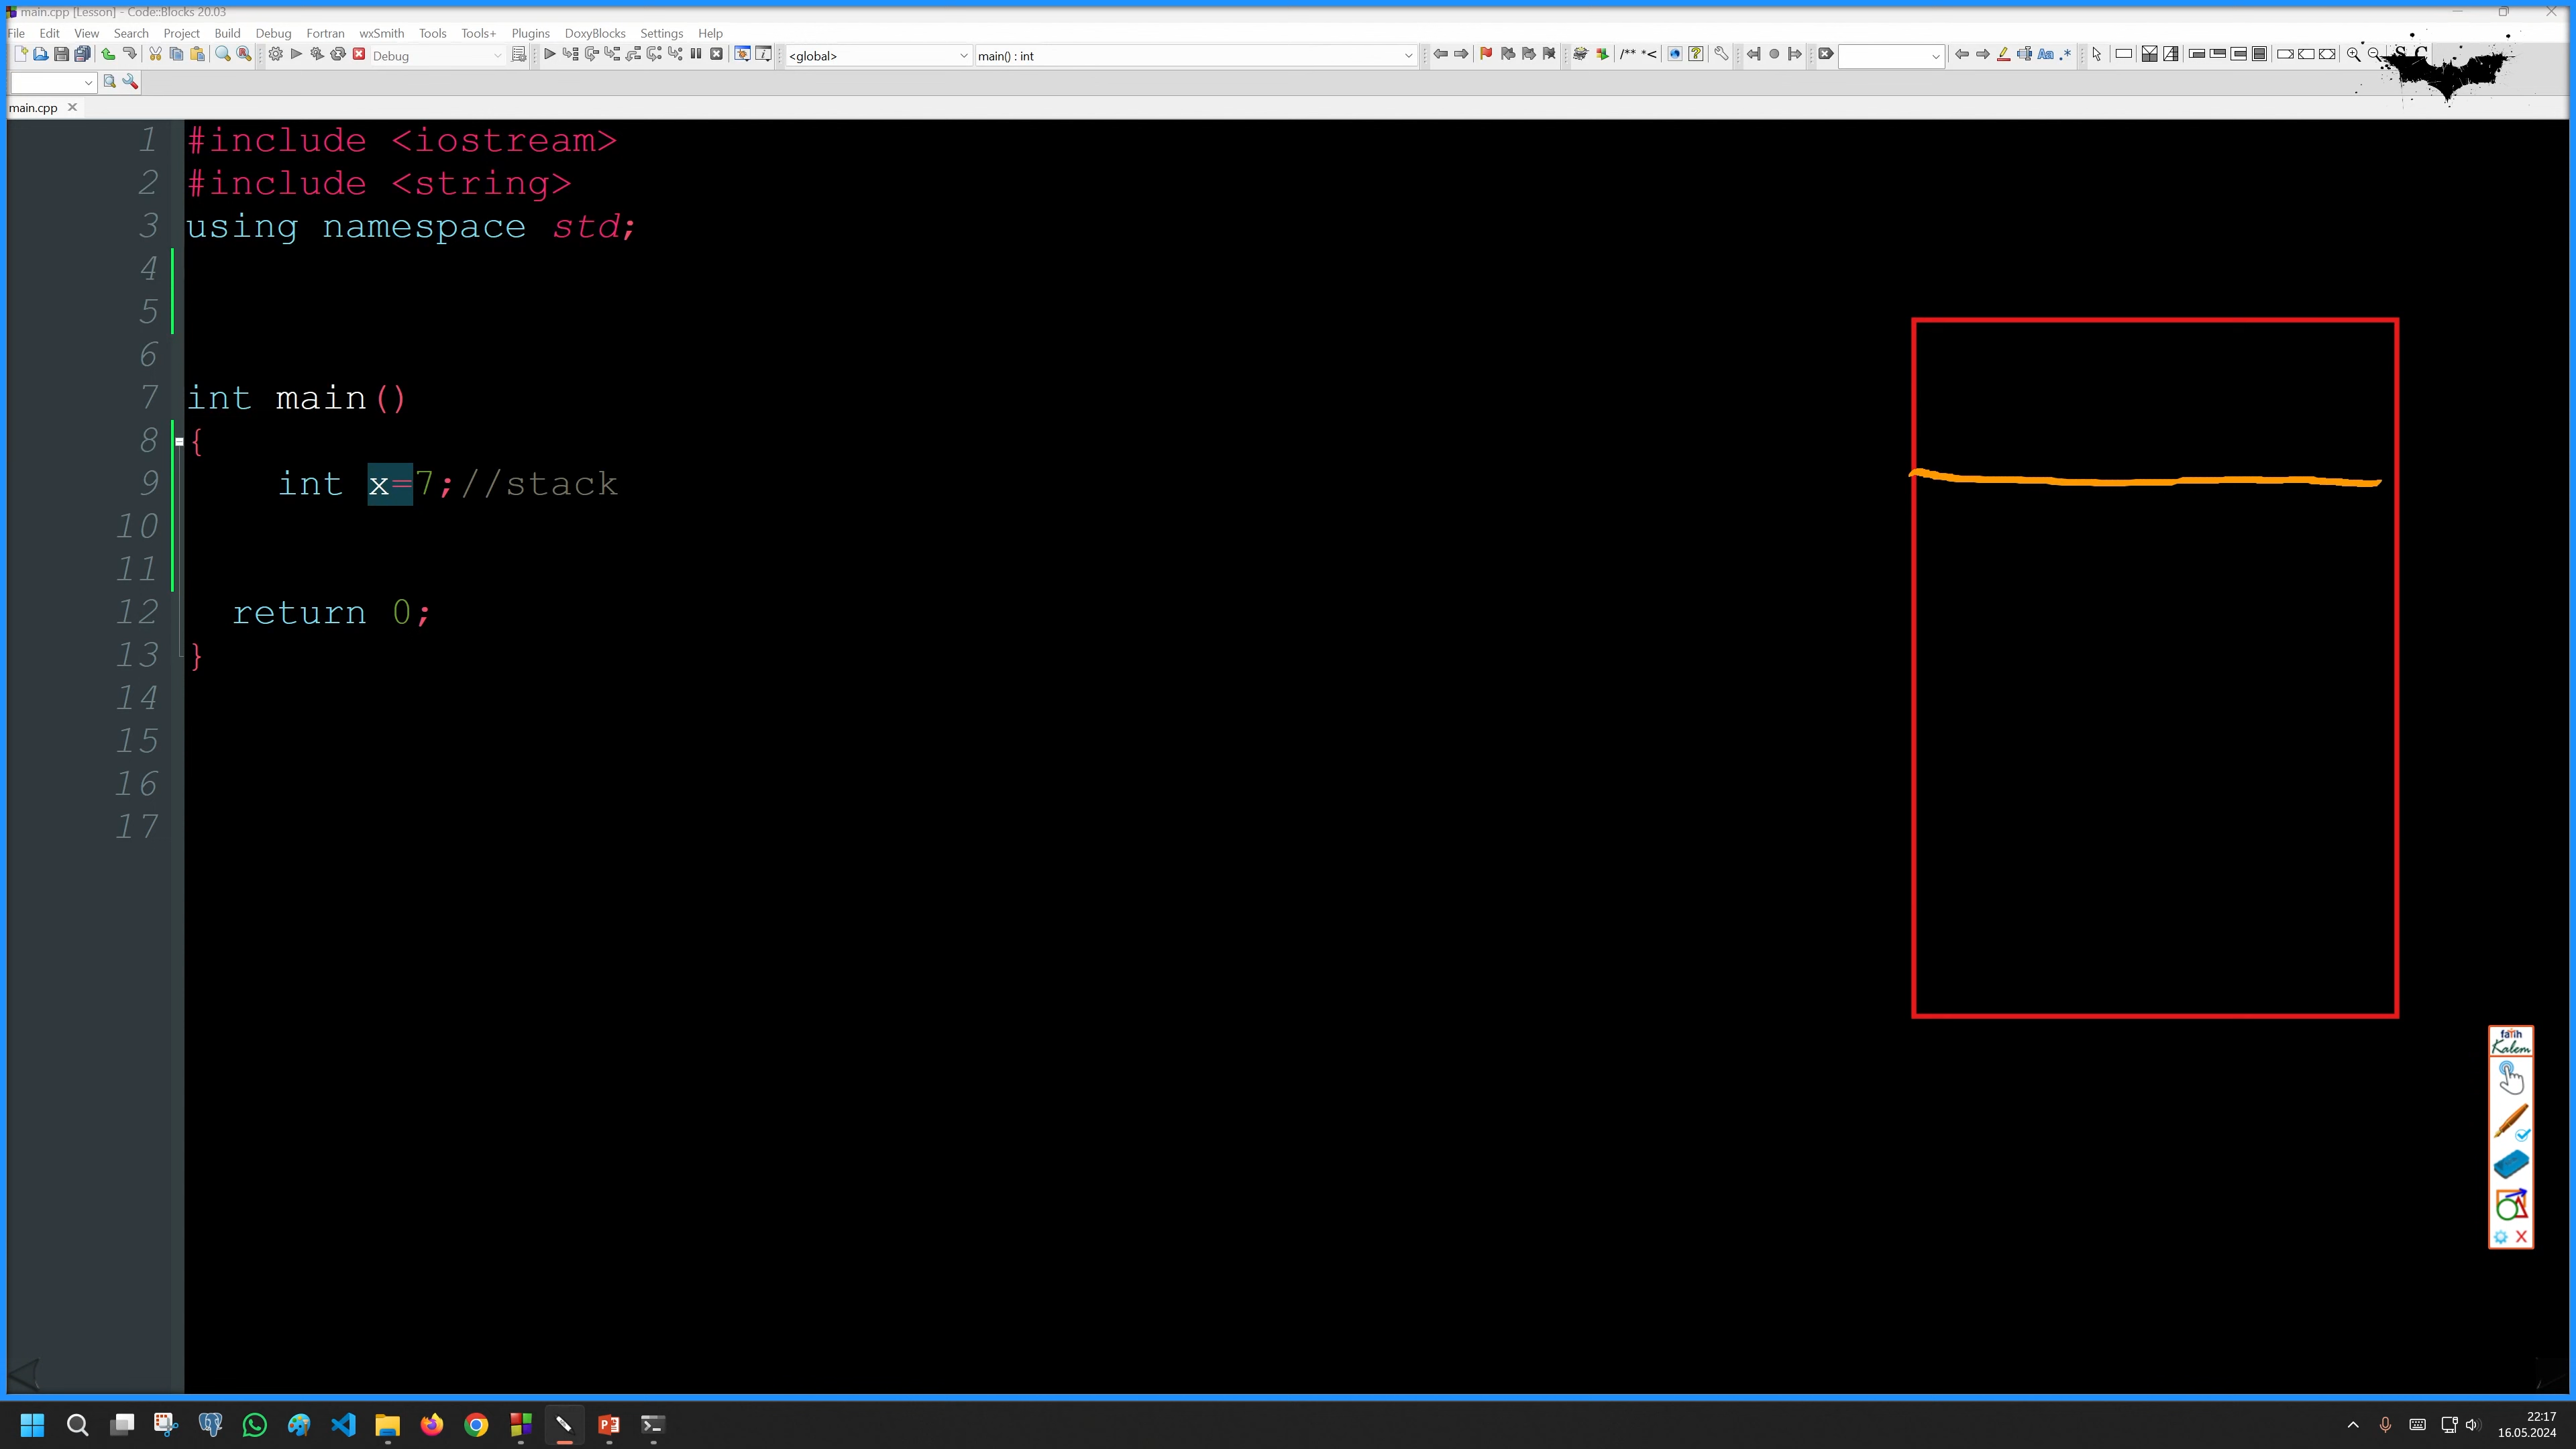 main.cpp [Lesson] - Code::Blocks 20.03
File Edit View Search Project Build Debug Fortran wxSmith Tools Tools+ Plugins DoxyBlocks Settings Help
Debug <global> main() : int /** *< Aa .* S C
main.cpp
1 #include <iostream>
2 #include <string>
3 using namespace std;
4
5
6
7 int main()
8 {
9 int x=7;//stack
10
11
12 return 0;
13 }
14
15
16
17
fatih
Kalem
22:17
16.05.2024